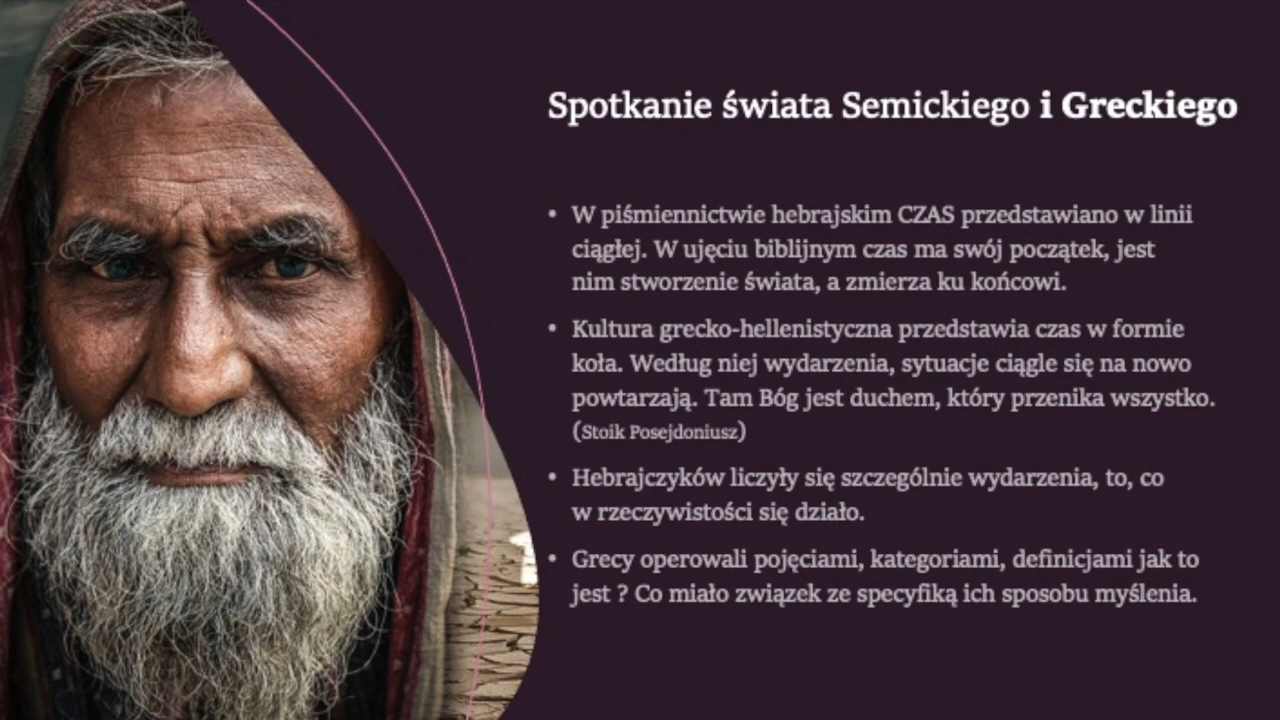 Spotkanie świata Semickiego i Greckiego
• W piśmiennictwie hebrajskim CZAS przedstawiano w linii
ciągłej. W ujęciu biblijnym czas ma swój początek, jest
nim stworzenie świata, a zmierza ku końcowi.
• Kultura grecko-hellenistyczna przedstawia czas w formie
koła. Według niej wydarzenia, sytuacje ciągle się na nowo
powtarzają. Tam Bóg jest duchem, który przenika wszystko.
(Stoik Posejdoniusz)
• Hebrajczyków liczyły się szczególnie wydarzenia, to, co
w rzeczywistości się działo.
• Grecy operowali pojęciami, kategoriami, definicjami jak to
jest ? Co miało związek ze specyfiką ich sposobu myślenia.